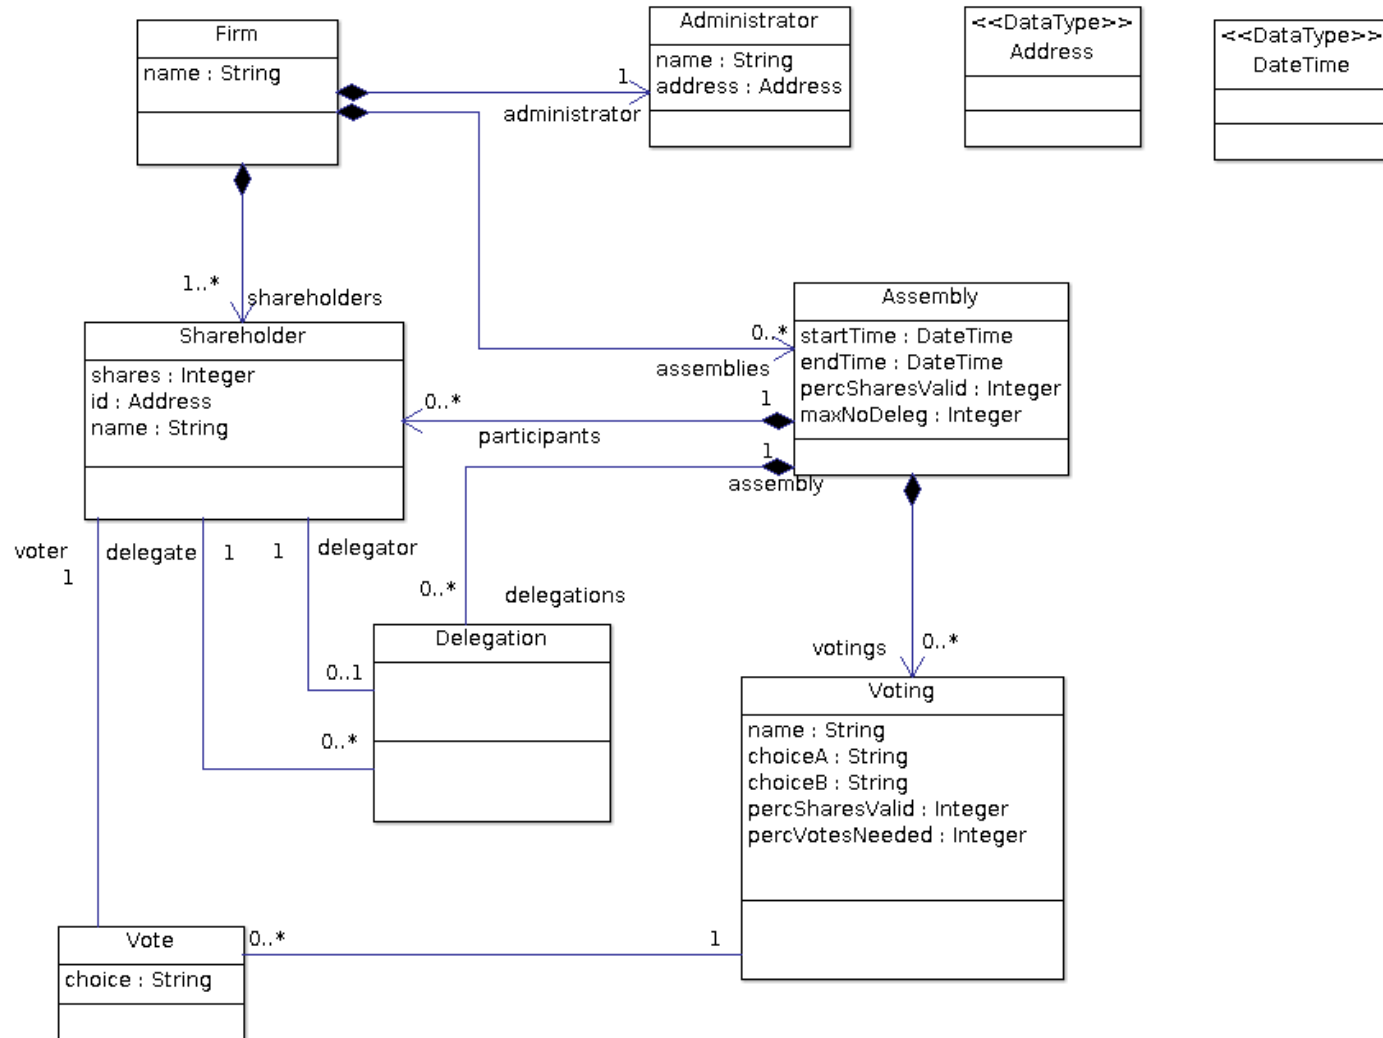 Firm
name : String
Administrator
name : String
address : Address
<<DataType>>
Address
<<DataType>>
DateTime
1
administrator
1..*
shareholders
Shareholder
shares : Integer
id : Address
name : String
Assembly
startTime : DateTime
endTime : DateTime
percSharesValid : Integer
maxNoDeleg : Integer
0..*
assemblies
1
0..*
participants
1
assembly
voter
1
delegate
1
1
delegator
0..*
delegations
Delegation
0..1
0..*
votings
0..*
Voting
name : String
choiceA : String
choiceB : String
percSharesValid : Integer
percVotesNeeded : Integer
Vote
choice : String
0..*
1